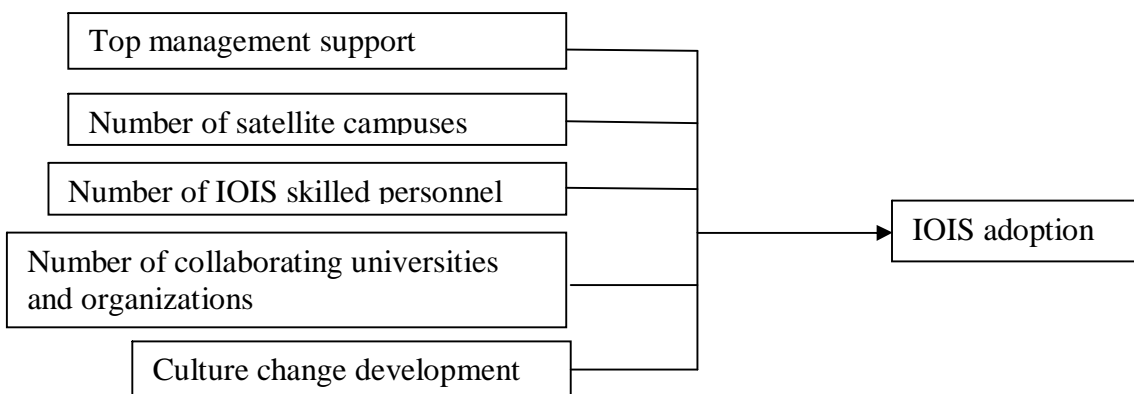 Top management support
Number of satellite campuses
Number of IOIS skilled personnel
Number of collaborating universities
and organizations
Culture change development
IOIS adoption